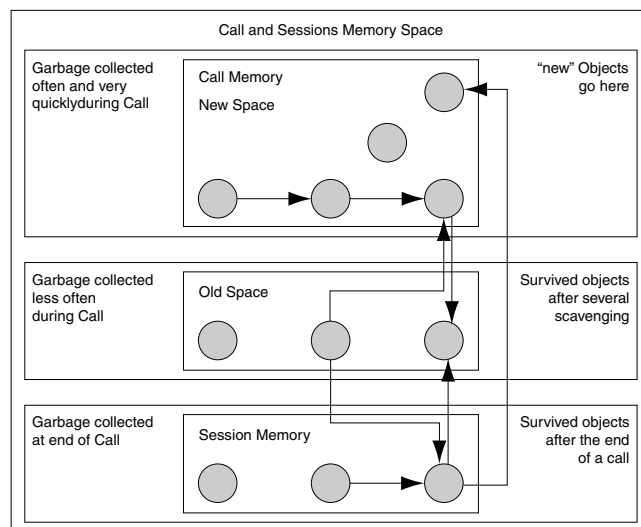 Call and Sessions Memory Space
Garbage collected
often and very
quicklyduring Call
Call Memory
New Space
“new” Objects
go here
Garbage collected
less often
during Call
Old Space
Survived objects
after several
scavenging
Garbage collected
at end of Call
Session Memory
Survived objects
after the end
of a call